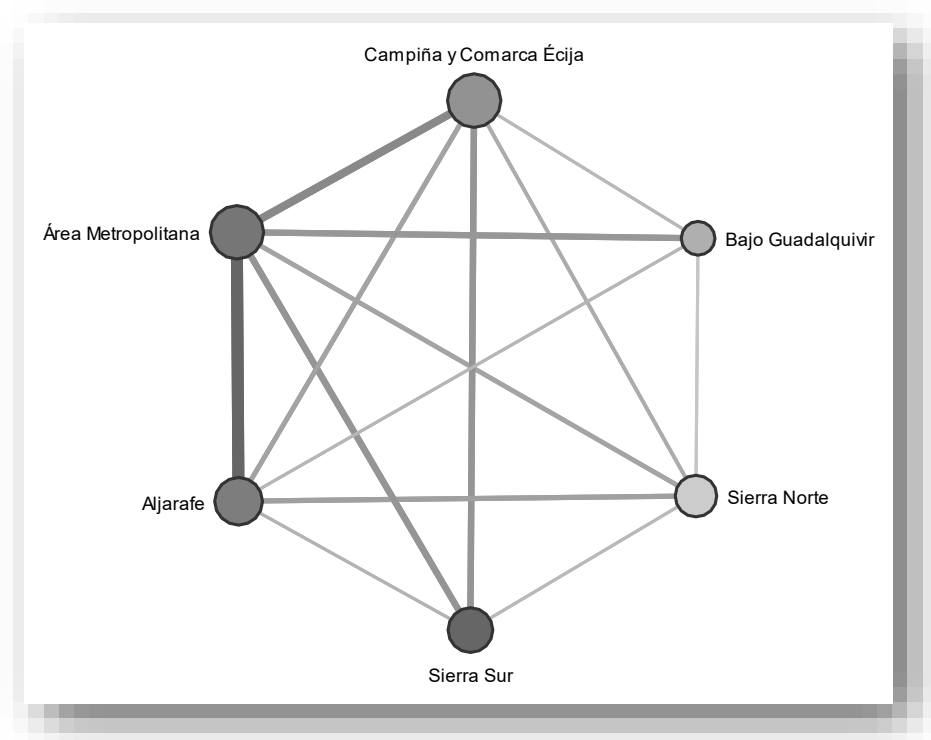 Campiña y Comarca Écija
Área Metropolitana
Bajo Guadalquivir
Aljarafe
Sierra Norte
Sierra Sur